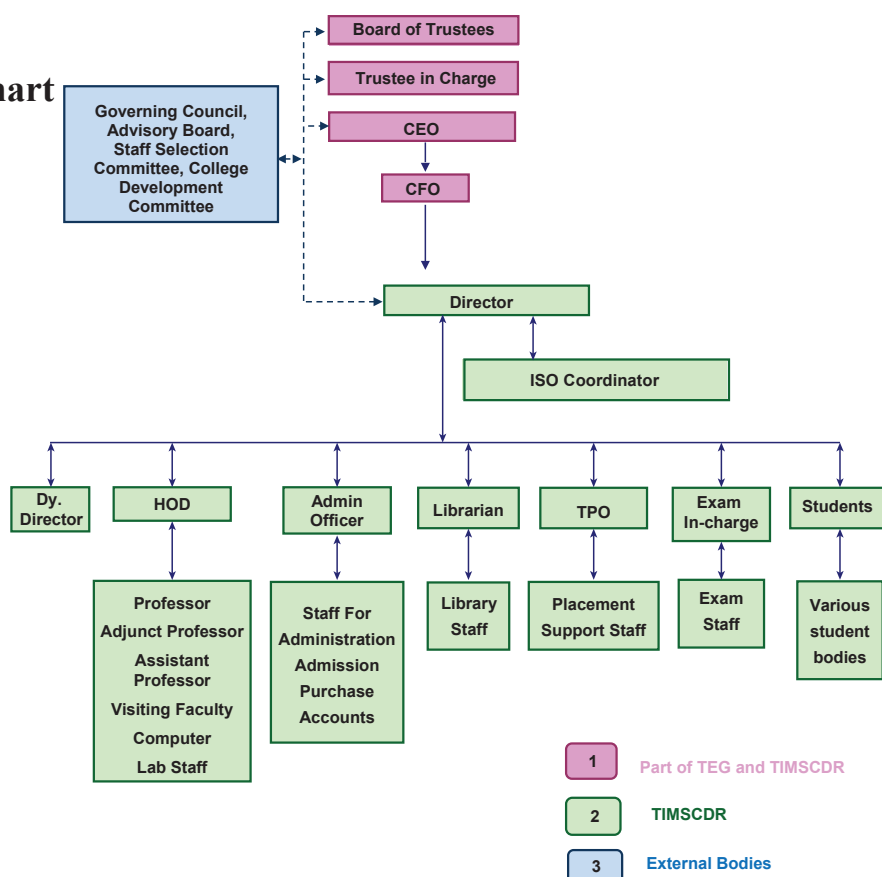 Board of Trustees
hart
Trustee in Charge
Governing Council,
Advisory Board,
Staff Selection
Committee, College
Development
Committee
CEO
CFO
Director
ISO Coordinator
Dy.
Director
HOD
Admin
Officer
Librarian
TPO
Exam
In-charge
Students
Professor
Adjunct Professor
Assistant
Professor
Visiting Faculty
Computer
Lab Staff
Staff For
Administration
Admission
Purchase
Accounts
Library
Staff
Placement
Support Staff
Exam
Staff
Various
student
bodies
1 Part of TEG and TIMSCDR
2 TIMSCDR
3 External Bodies